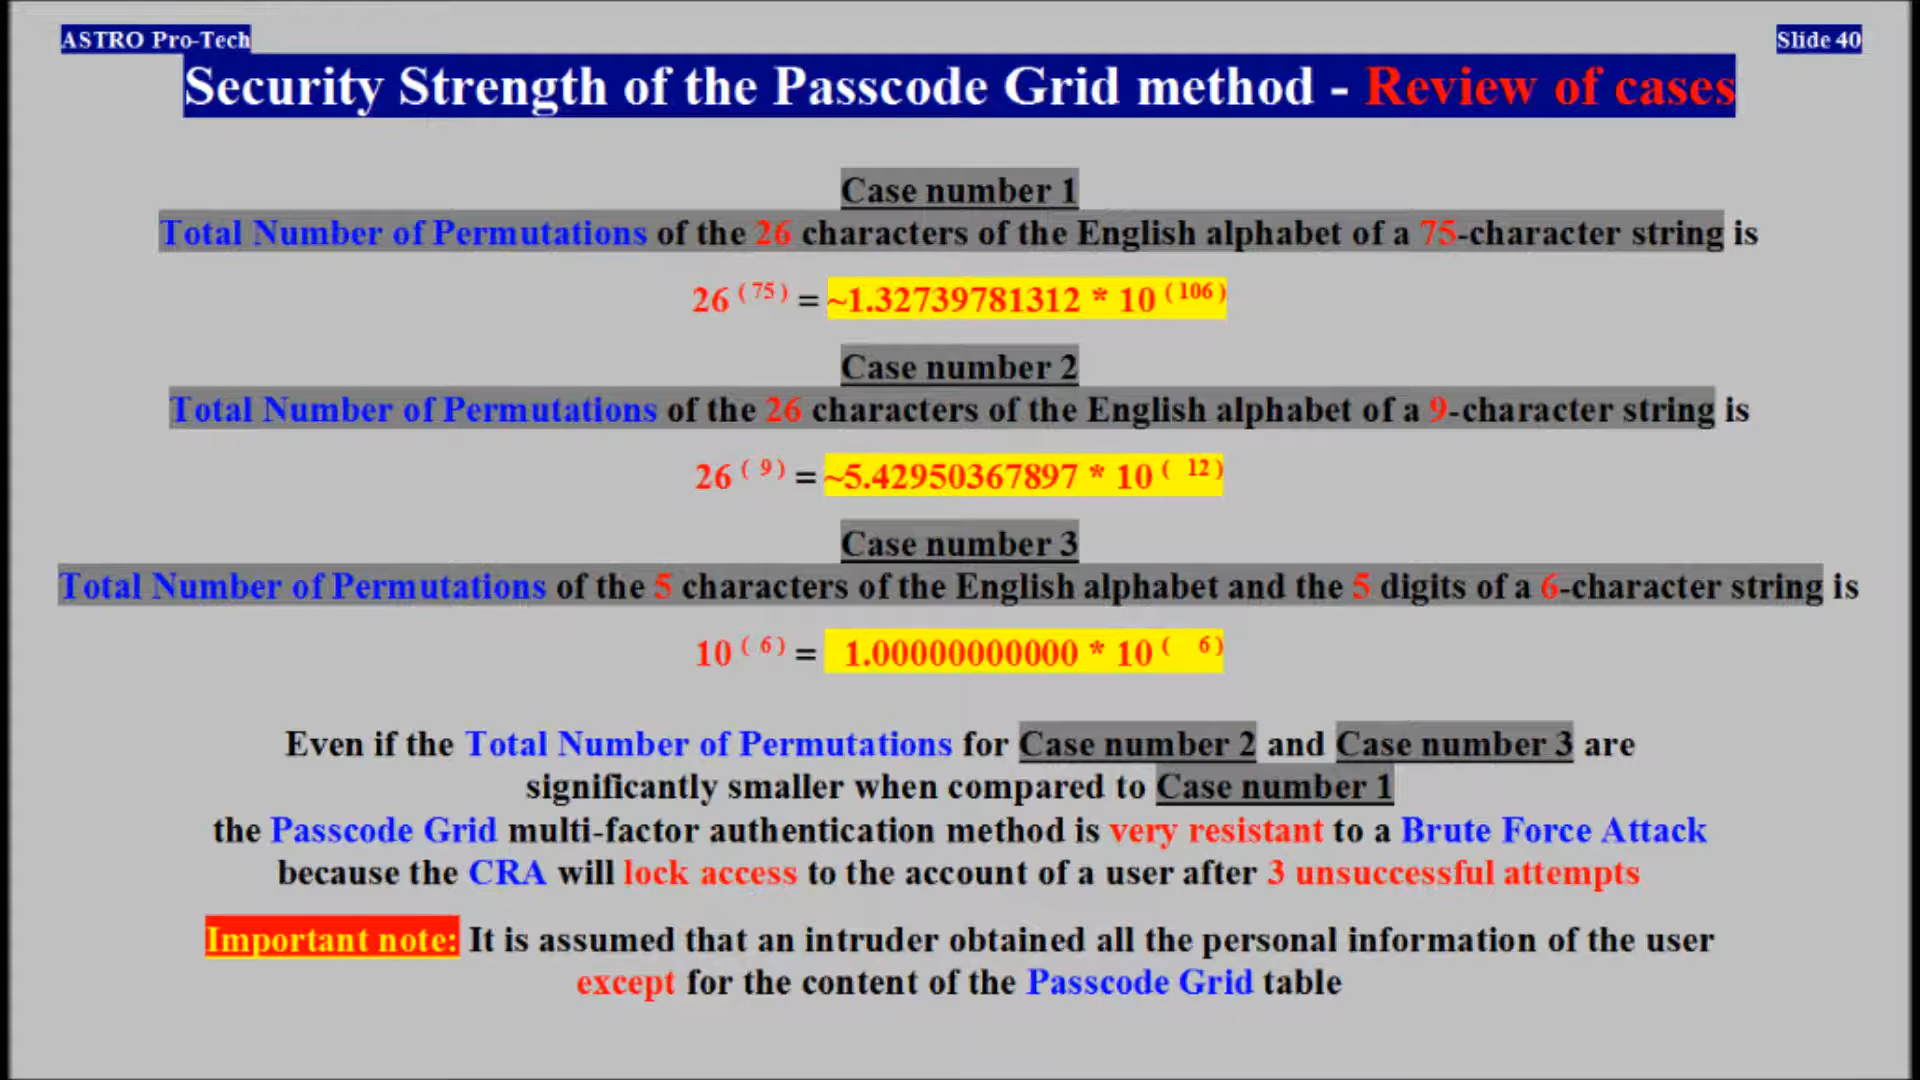 ASTRO Pro-Tech
Slide 40
Security Strength of the Passcode Grid method - Review of cases
Case number 1
Total Number of Permutations of the 26 characters of the English alphabet of a 75-character string is
26 ( 75 ) = ~1.32739781312 * 10 ( 106 )
Case number 2
Total Number of Permutations of the 26 characters of the English alphabet of a 9-character string is
26 ( 9 ) = ~5.42950367897 * 10 ( 12 )
Case number 3
Total Number of Permutations of the 5 characters of the English alphabet and the 5 digits of a 6-character string is
10 ( 6 ) = 1.00000000000 * 10 ( 6 )
Even if the Total Number of Permutations for Case number 2 and Case number 3 are
significantly smaller when compared to Case number 1
the Passcode Grid multi-factor authentication method is very resistant to a Brute Force Attack
because the CRA will lock access to the account of a user after 3 unsuccessful attempts
Important note: It is assumed that an intruder obtained all the personal information of the user
except for the content of the Passcode Grid table